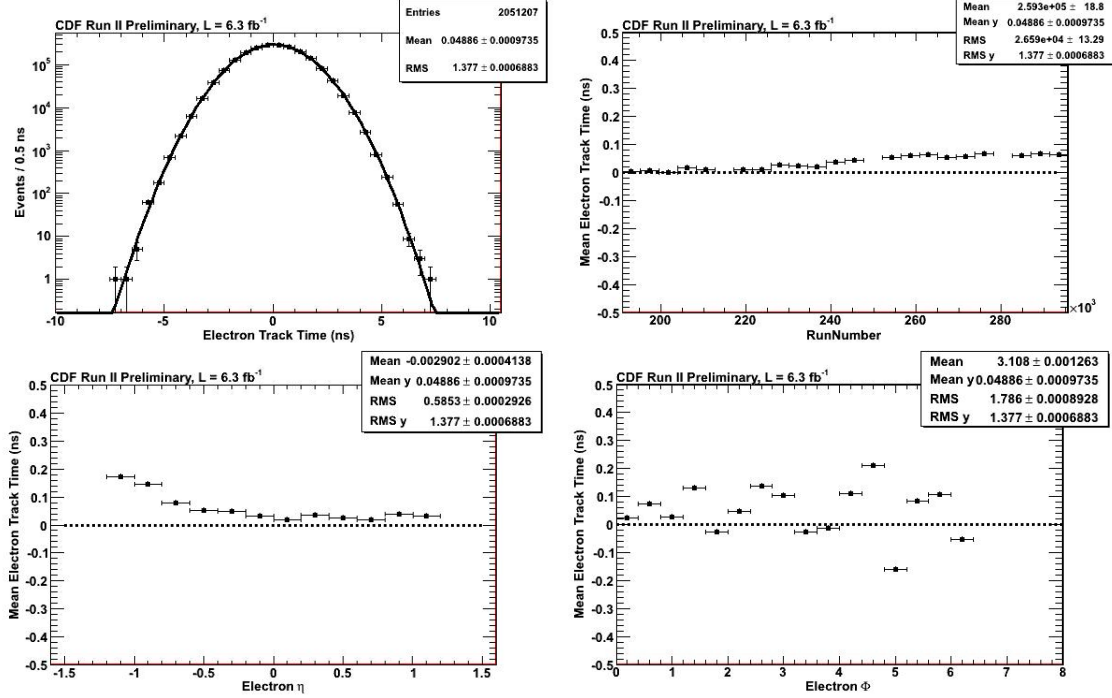 CDF Run II Preliminary, L = 6.3 fb⁻¹
Entries 2051207
Mean 0.04886 ± 0.0009735
RMS 1.377 ± 0.0006883
Events / 0.5 ns
10⁵
10⁴
10³
10²
10
1
-10 -5 0 5 10
Electron Track Time (ns)
CDF Run II Preliminary, L = 6.3 fb⁻¹
Mean 2.593e+05 ± 18.8
Mean y 0.04886 ± 0.0009735
RMS 2.659e+04 ± 13.29
RMS y 1.377 ± 0.0006883
Mean Electron Track Time (ns)
0.5
0.4
0.3
0.2
0.1
0
-0.1
-0.2
-0.3
-0.4
-0.5
200 220 240 260 280
×10³
RunNumber
CDF Run II Preliminary, L = 6.3 fb⁻¹
Mean -0.002902 ± 0.0004138
Mean y 0.04886 ± 0.0009735
RMS 0.5853 ± 0.0002926
RMS y 1.377 ± 0.0006883
Mean Electron Track Time (ns)
0.5
0.4
0.3
0.2
0.1
0
-0.1
-0.2
-0.3
-0.4
-0.5
-1.5 -1 -0.5 0 0.5 1 1.5
Electron η
CDF Run II Preliminary, L = 6.3 fb⁻¹
Mean 3.108 ± 0.001263
Mean y 0.04886 ± 0.0009735
RMS 1.786 ± 0.0008928
RMS y 1.377 ± 0.0006883
Mean Electron Track Time (ns)
0.5
0.4
0.3
0.2
0.1
0
-0.1
-0.2
-0.3
-0.4
-0.5
0 1 2 3 4 5 6 7 8
Electron Φ